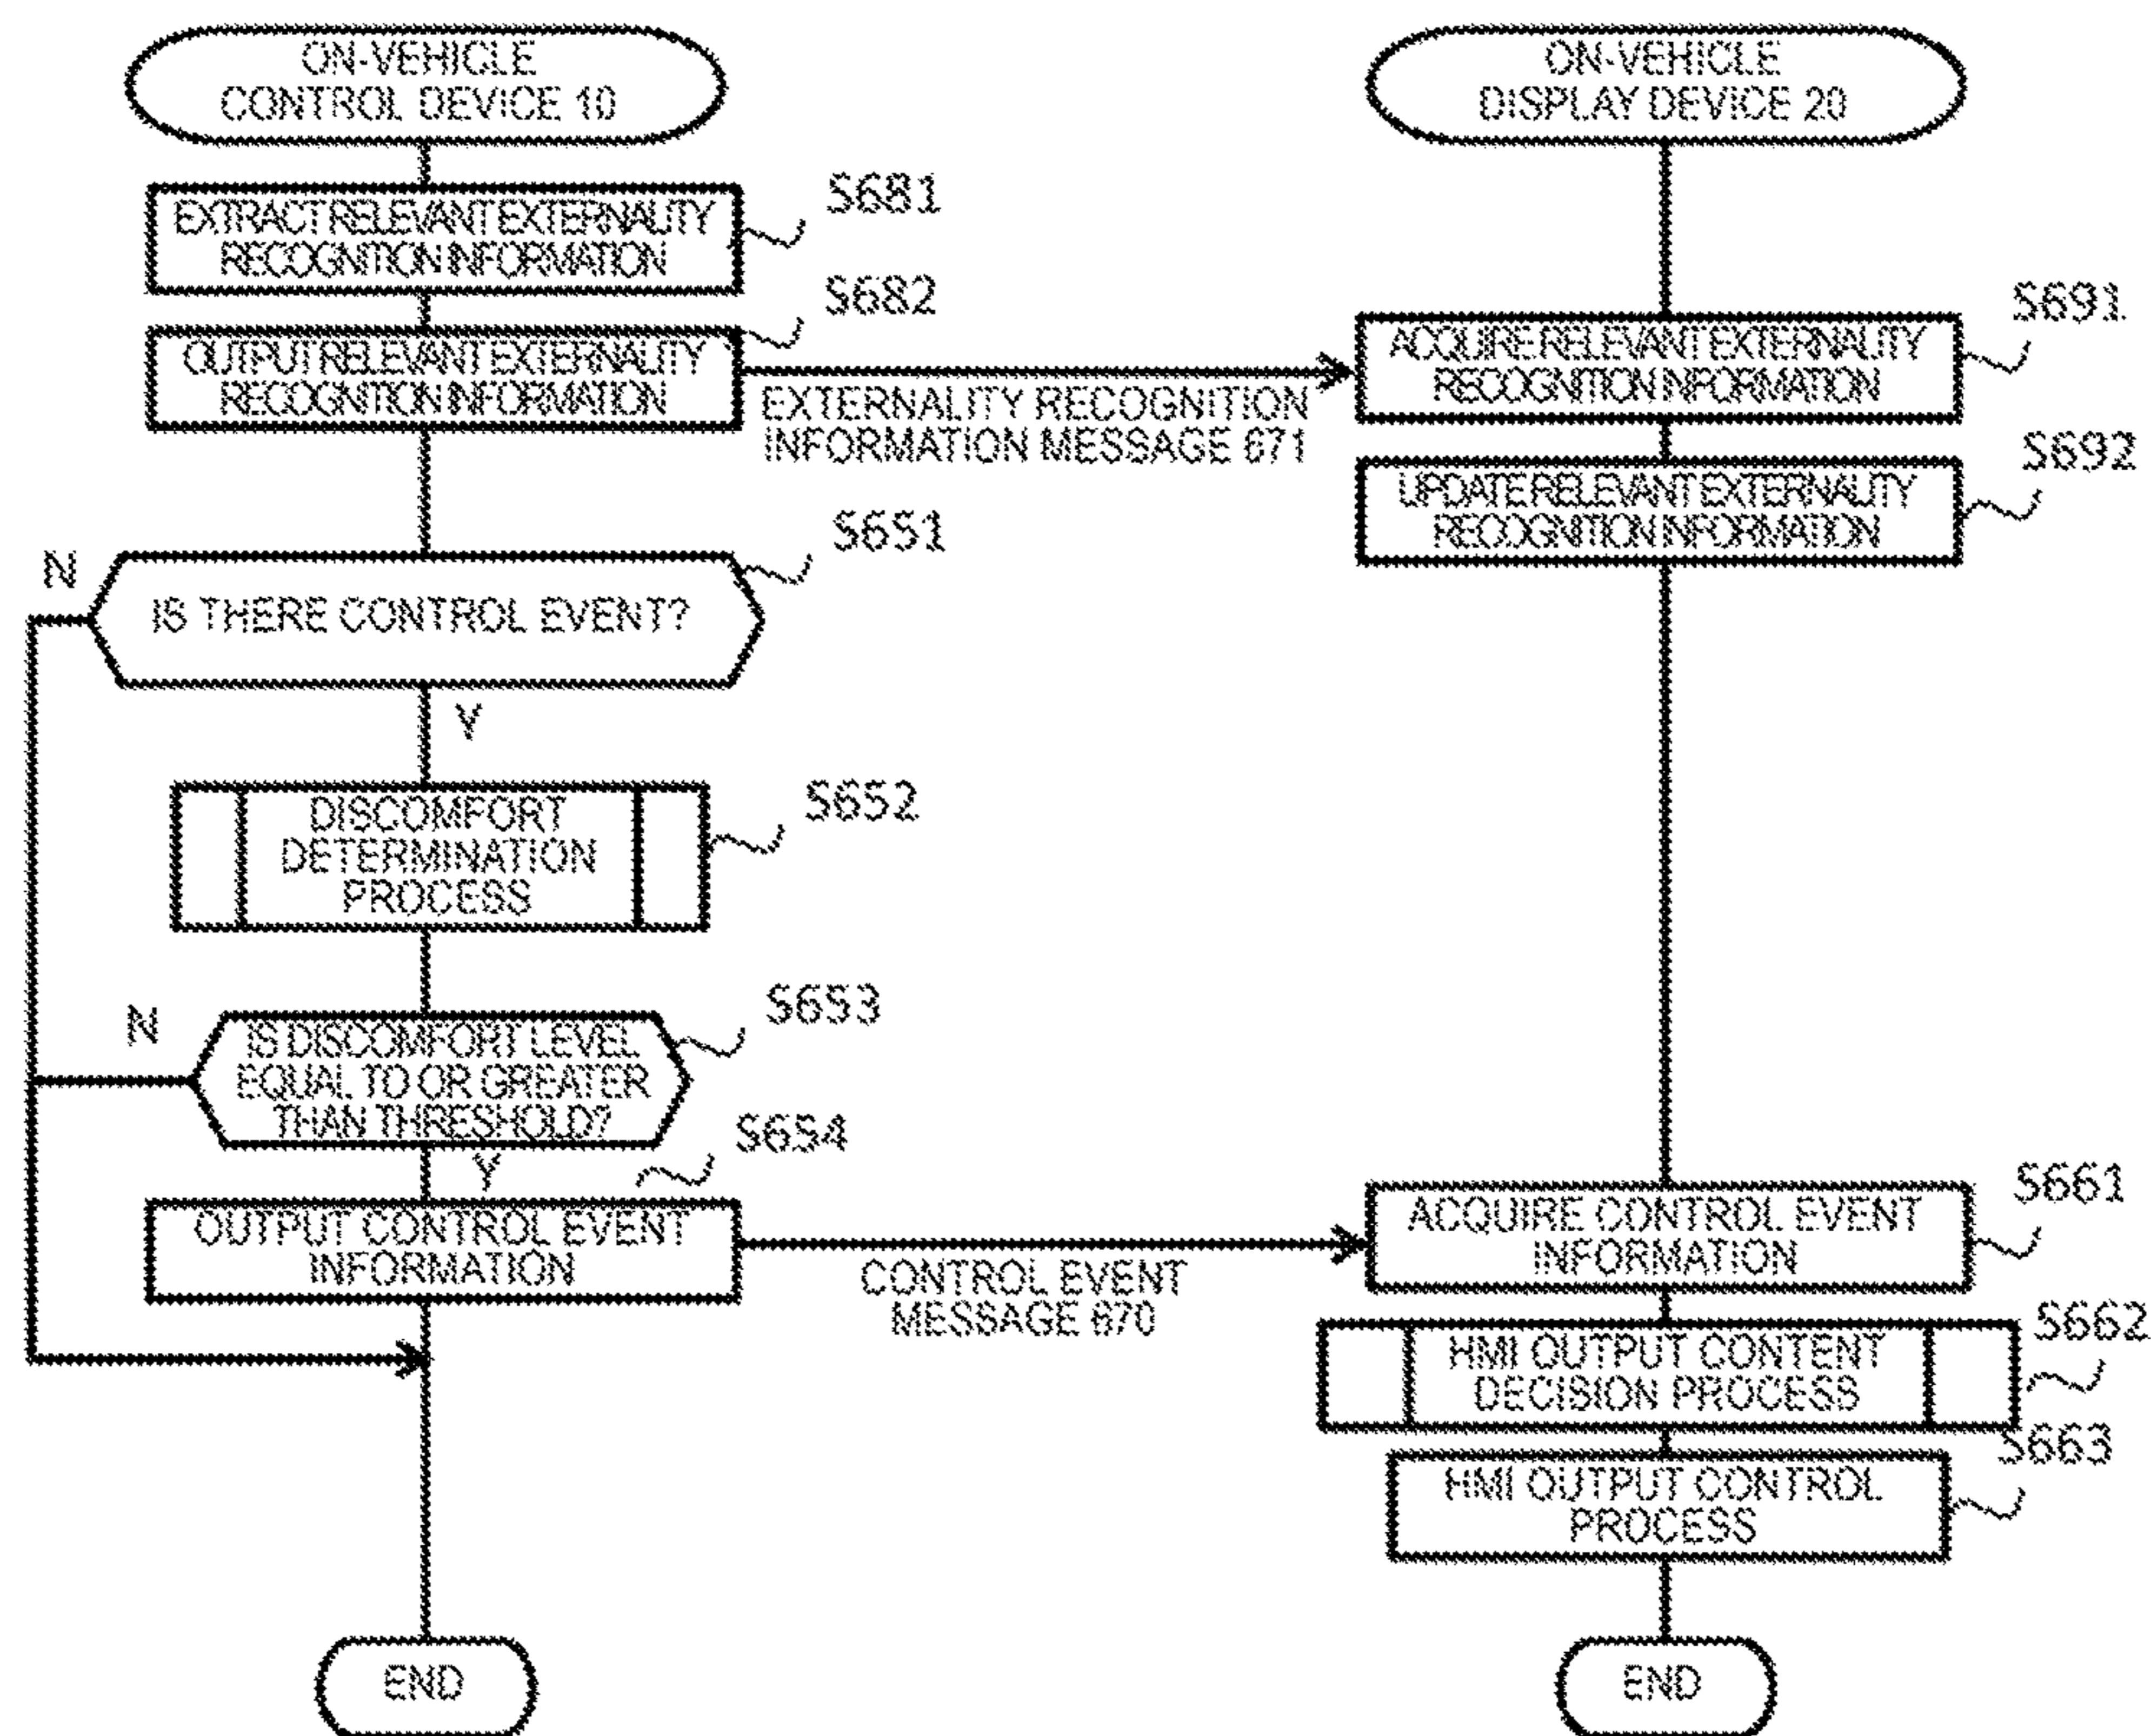 ON-VEHICLE
CONTROL DEVICE 10
EXTRACT RELEVANT EXTERNALITY
RECOGNITION INFORMATION
S681
OUTPUT RELEVANT EXTERNALITY
RECOGNITION INFORMATION
S682
EXTERNALITY RECOGNITION
INFORMATION MESSAGE 671
IS THERE CONTROL EVENT?
S651
N
Y
DISCOMFORT
DETERMINATION
PROCESS
S652
IS DISCOMFORT LEVEL
EQUAL TO OR GREATER
THAN THRESHOLD?
S653
N
Y
S654
OUTPUT CONTROL EVENT
INFORMATION
CONTROL EVENT
MESSAGE 670
END
ON-VEHICLE
DISPLAY DEVICE 20
ACQUIRE RELEVANT EXTERNALITY
RECOGNITION INFORMATION
S691
UPDATE RELEVANT EXTERNALITY
RECOGNITION INFORMATION
S692
ACQUIRE CONTROL EVENT
INFORMATION
S661
HMI OUTPUT CONTENT
DECISION PROCESS
S662
HMI OUTPUT CONTROL
PROCESS
S663
END